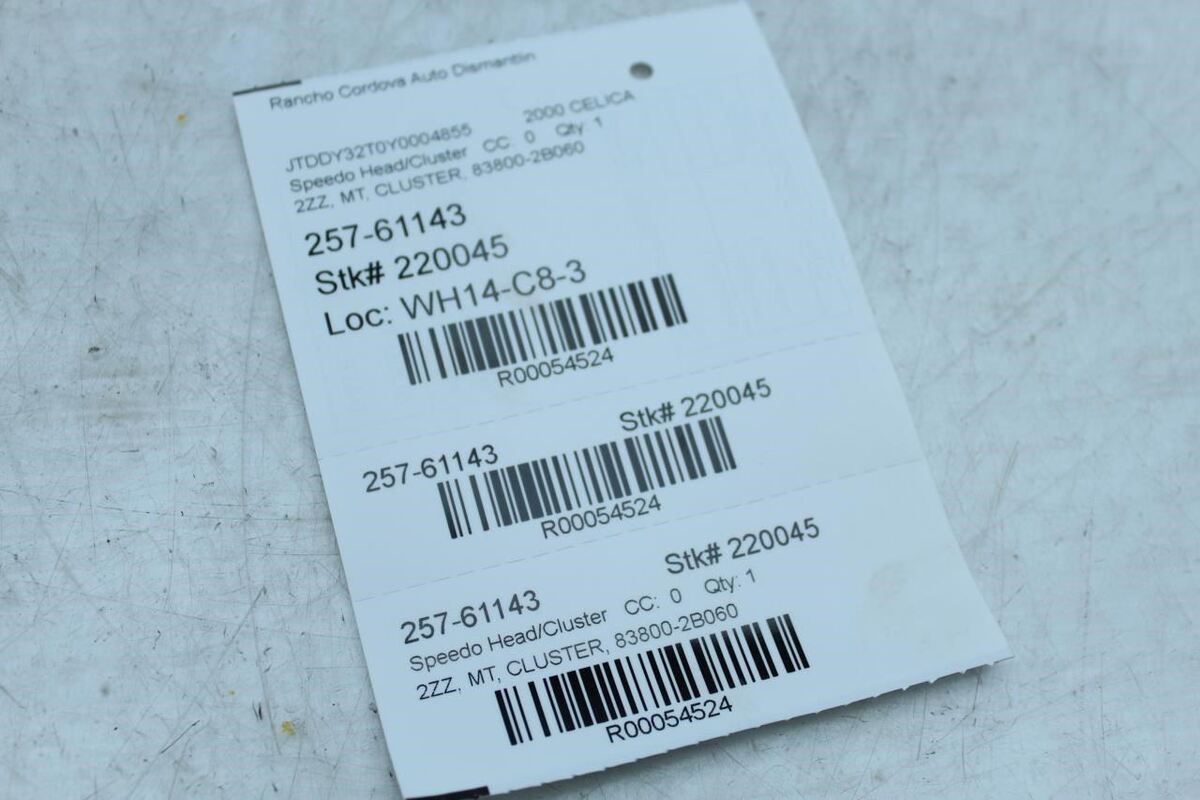 Rancho Cordova Auto Dismantlin
JTDDY32T0Y0004855 2000 CELICA
Speedo Head/Cluster CC: 0 Qty: 1
2ZZ, MT, CLUSTER, 83800-2B060
257-61143
Stk# 220045
Loc: WH14-C8-3
R00054524
257-61143 Stk# 220045
R00054524
257-61143 Stk# 220045
Speedo Head/Cluster CC: 0 Qty: 1
2ZZ, MT, CLUSTER, 83800-2B060
R00054524